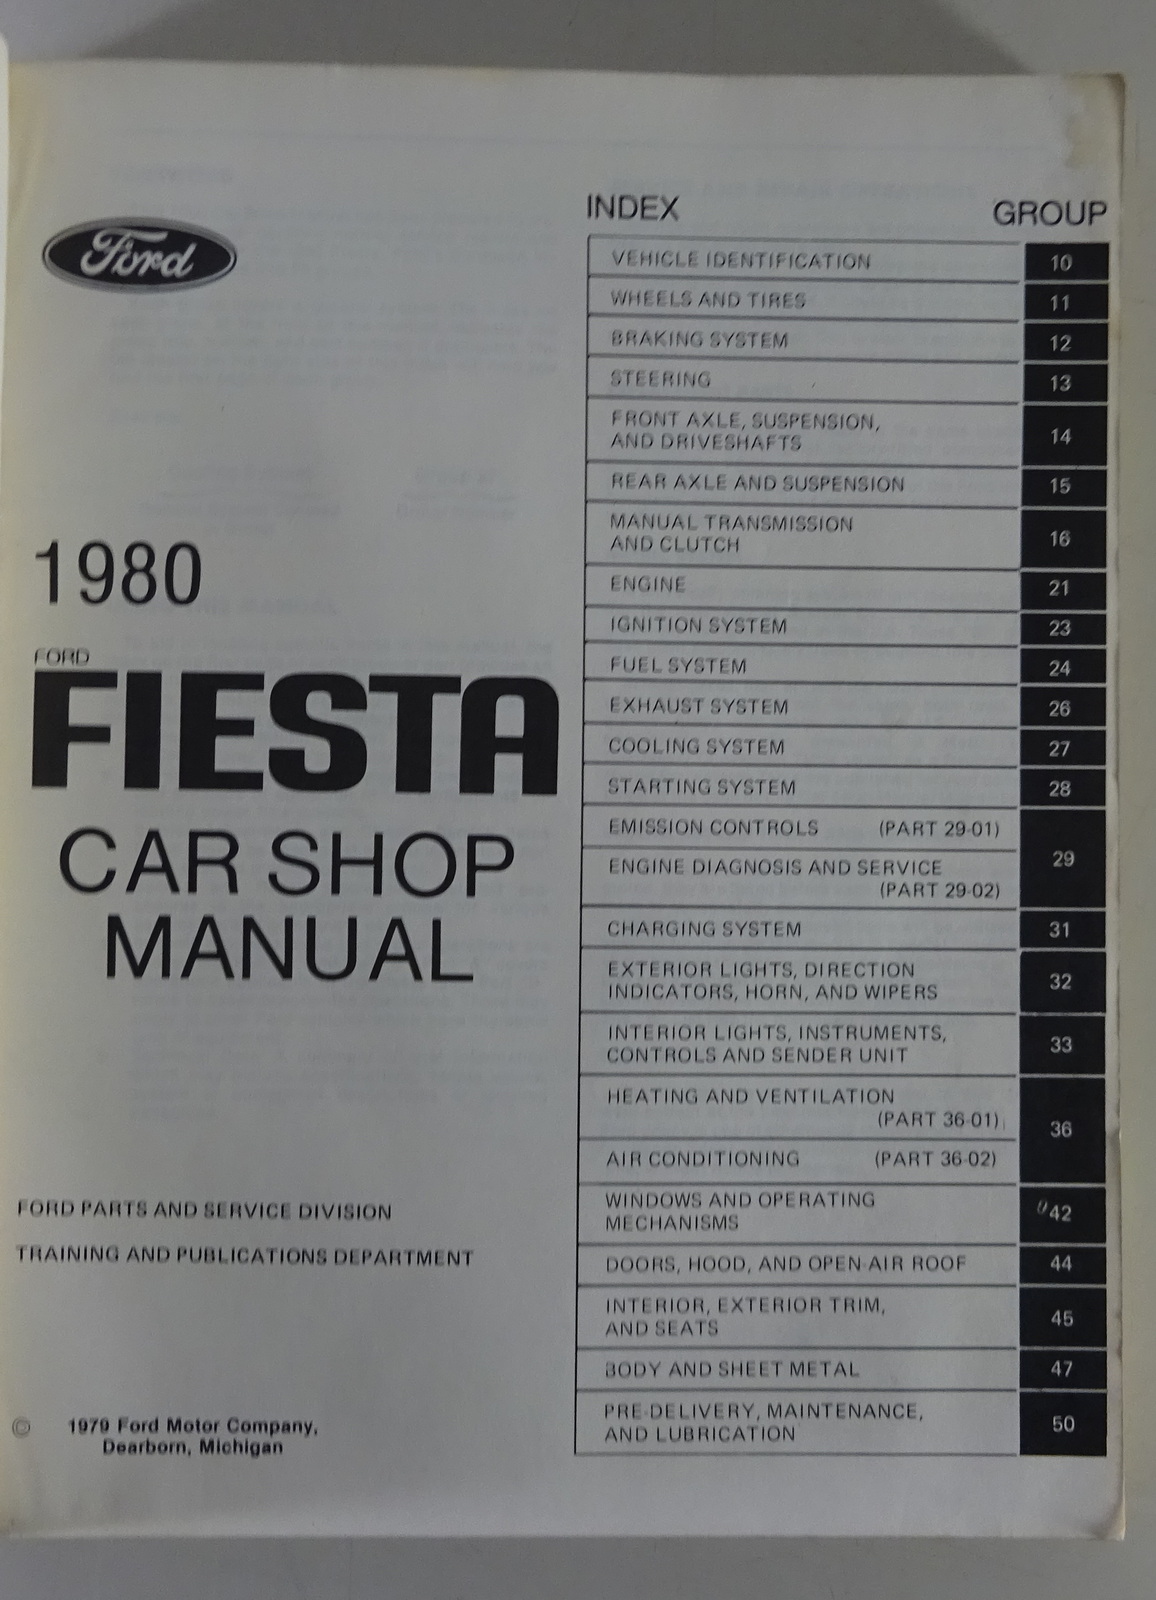 Ford
1980
FORD
FIESTA
CAR SHOP
MANUAL
FORD PARTS AND SERVICE DIVISION
TRAINING AND PUBLICATIONS DEPARTMENT
© 1979 Ford Motor Company,
Dearborn, Michigan
INDEX GROUP
VEHICLE IDENTIFICATION 10
WHEELS AND TIRES 11
BRAKING SYSTEM 12
STEERING 13
FRONT AXLE, SUSPENSION,
AND DRIVESHAFTS 14
REAR AXLE AND SUSPENSION 15
MANUAL TRANSMISSION
AND CLUTCH 16
ENGINE 21
IGNITION SYSTEM 23
FUEL SYSTEM 24
EXHAUST SYSTEM 26
COOLING SYSTEM 27
STARTING SYSTEM 28
EMISSION CONTROLS (PART 29-01)
29
ENGINE DIAGNOSIS AND SERVICE
(PART 29-02)
CHARGING SYSTEM 31
EXTERIOR LIGHTS, DIRECTION
INDICATORS, HORN, AND WIPERS 32
INTERIOR LIGHTS, INSTRUMENTS,
CONTROLS AND SENDER UNIT 33
HEATING AND VENTILATION
(PART 36-01)
36
AIR CONDITIONING (PART 36-02)
WINDOWS AND OPERATING
MECHANISMS 42
DOORS, HOOD, AND OPEN-AIR ROOF 44
INTERIOR, EXTERIOR TRIM,
AND SEATS 45
BODY AND SHEET METAL 47
PRE-DELIVERY, MAINTENANCE,
AND LUBRICATION 50